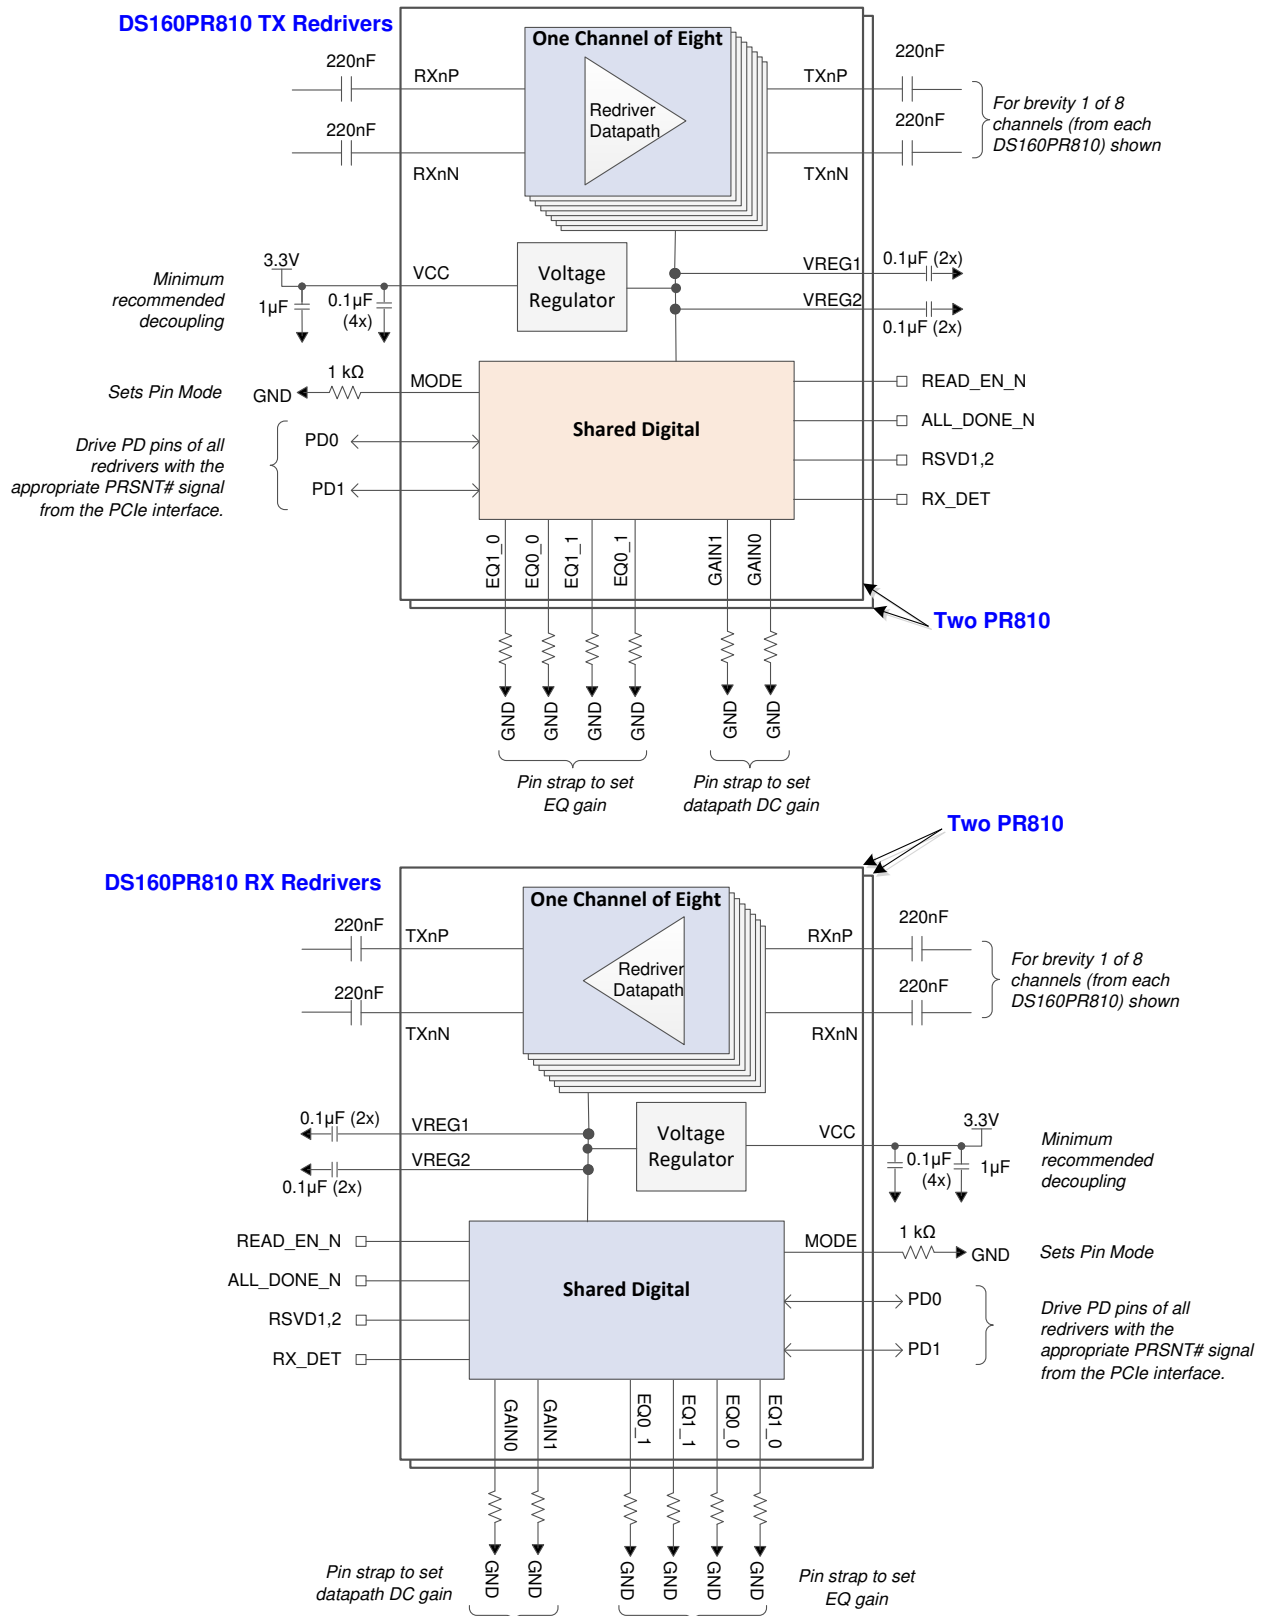 DS160PR810 TX Redrivers
One Channel of Eight
220nF
RXnP
TXnP
220nF
Redriver
Datapath
For brevity 1 of 8
channels (from each
DS160PR810) shown
220nF
RXnN
TXnN
220nF
Minimum
recommended
decoupling
3.3V
1µF
0.1µF
(4x)
VCC
Voltage
Regulator
VREG1
0.1µF (2x)
VREG2
0.1µF (2x)
Sets Pin Mode
GND
1 kΩ
MODE
Shared Digital
READ_EN_N
ALL_DONE_N
RSVD1,2
RX_DET
Drive PD pins of all
redrivers with the
appropriate PRSNT# signal
from the PCIe interface.
PD0
PD1
EQ1_0
EQ0_0
EQ1_1
EQ0_1
GAIN1
GAIN0
Two PR810
GND
GND
GND
GND
GND
GND
Pin strap to set
EQ gain
Pin strap to set
datapath DC gain
Two PR810
DS160PR810 RX Redrivers
One Channel of Eight
220nF
TXnP
RXnP
220nF
Redriver
Datapath
For brevity 1 of 8
channels (from each
DS160PR810) shown
220nF
TXnN
RXnN
220nF
0.1µF (2x)
VREG1
VREG2
0.1µF (2x)
Voltage
Regulator
VCC
3.3V
0.1µF
(4x)
1µF
Minimum
recommended
decoupling
READ_EN_N
ALL_DONE_N
RSVD1,2
RX_DET
Shared Digital
MODE
1 kΩ
GND
Sets Pin Mode
PD0
PD1
Drive PD pins of all
redrivers with the
appropriate PRSNT# signal
from the PCIe interface.
GAIN0
GAIN1
EQ0_1
EQ1_1
EQ0_0
EQ1_0
GND
GND
GND
GND
GND
GND
Pin strap to set
datapath DC gain
Pin strap to set
EQ gain